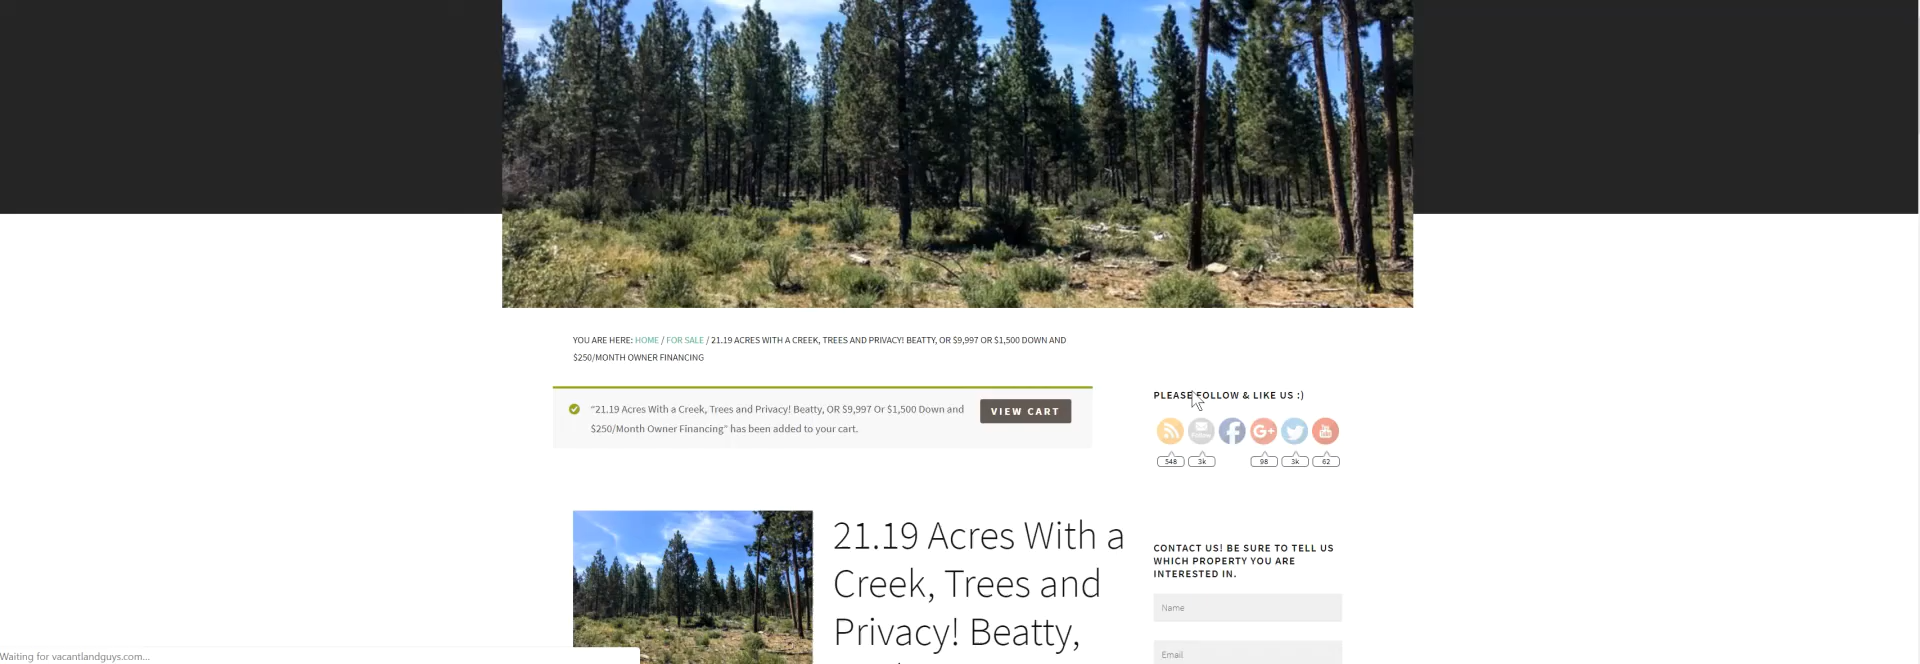 YOU ARE HERE: HOME / FOR SALE / 21.19 ACRES WITH A CREEK, TREES AND PRIVACY! BEATTY, OR $9,997 OR $1,500 DOWN AND
$250/MONTH OWNER FINANCING
"21.19 Acres With a Creek, Trees and Privacy! Beatty, OR $9,997 Or $1,500 Down and
$250/Month Owner Financing" has been added to your cart.
VIEW CART
PLEASE FOLLOW & LIKE US :)
Follow
G+
You
548 3k 98 3k 62
21.19 Acres With a
Creek, Trees and
Privacy! Beatty,
CONTACT US! BE SURE TO TELL US
WHICH PROPERTY YOU ARE
INTERESTED IN.
Name
Email
Waiting for vacantlandguys.com...